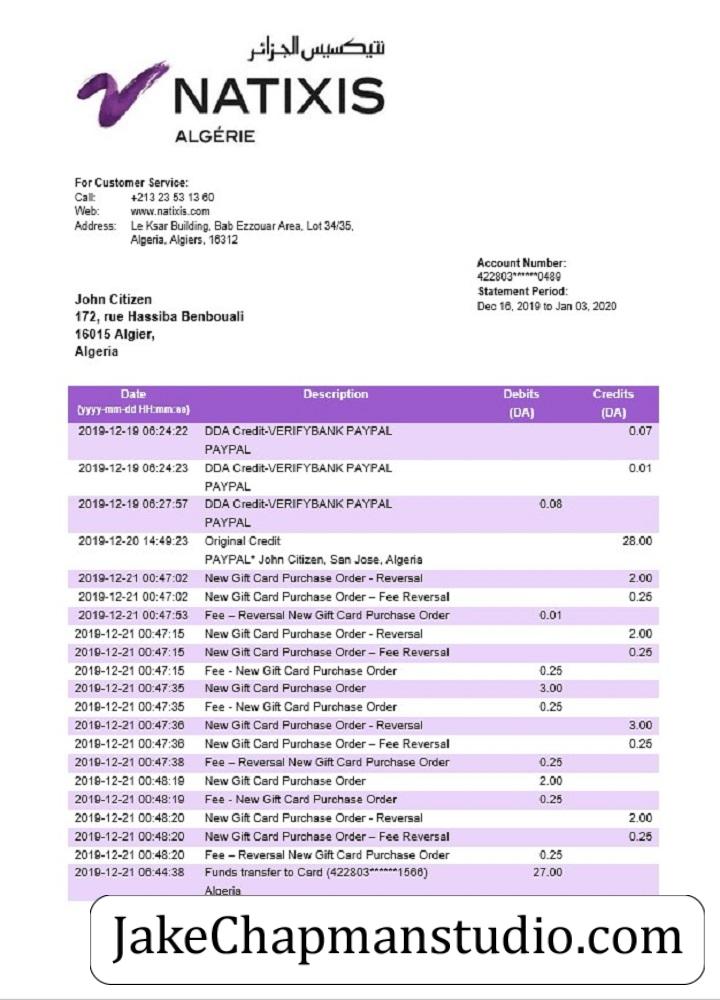 نتيكسيس الجزائر
NATIXIS
ALGÉRIE
For Customer Service:
Call: +213 23 53 13 60
Web: www.natixis.com
Address: Le Ksar Building, Bab Ezzouar Area, Lot 34/35,
Algeria, Algiers, 16312
Account Number:
422803******0489
Statement Period:
Dec 16, 2019 to Jan 03, 2020
John Citizen
172, rue Hassiba Benbouali
16015 Algier,
Algeria
Date Description Debits Credits
(yyyy-mm-dd HH:mm:ss) (DA) (DA)
2019-12-19 06:24:22 DDA Credit-VERIFYBANK PAYPAL 0.07
PAYPAL
2019-12-19 06:24:23 DDA Credit-VERIFYBANK PAYPAL 0.01
PAYPAL
2019-12-19 06:27:57 DDA Credit-VERIFYBANK PAYPAL 0.08
PAYPAL
2019-12-20 14:49:23 Original Credit 28.00
PAYPAL* John Citizen, San Jose, Algeria
2019-12-21 00:47:02 New Gift Card Purchase Order - Reversal 2.00
2019-12-21 00:47:02 New Gift Card Purchase Order – Fee Reversal 0.25
2019-12-21 00:47:53 Fee – Reversal New Gift Card Purchase Order 0.01
2019-12-21 00:47:15 New Gift Card Purchase Order - Reversal 2.00
2019-12-21 00:47:15 New Gift Card Purchase Order – Fee Reversal 0.25
2019-12-21 00:47:15 Fee - New Gift Card Purchase Order 0.25
2019-12-21 00:47:35 New Gift Card Purchase Order 3.00
2019-12-21 00:47:35 Fee - New Gift Card Purchase Order 0.25
2019-12-21 00:47:36 New Gift Card Purchase Order - Reversal 3.00
2019-12-21 00:47:36 New Gift Card Purchase Order – Fee Reversal 0.25
2019-12-21 00:47:38 Fee – Reversal New Gift Card Purchase Order 0.25
2019-12-21 00:48:19 New Gift Card Purchase Order 2.00
2019-12-21 00:48:19 Fee - New Gift Card Purchase Order 0.25
2019-12-21 00:48:20 New Gift Card Purchase Order - Reversal 2.00
2019-12-21 00:48:20 New Gift Card Purchase Order – Fee Reversal 0.25
2019-12-21 00:48:20 Fee – Reversal New Gift Card Purchase Order 0.25
2019-12-21 06:44:38 Funds transfer to Card (422803******1566) 27.00
Algeria
JakeChapmanstudio.com